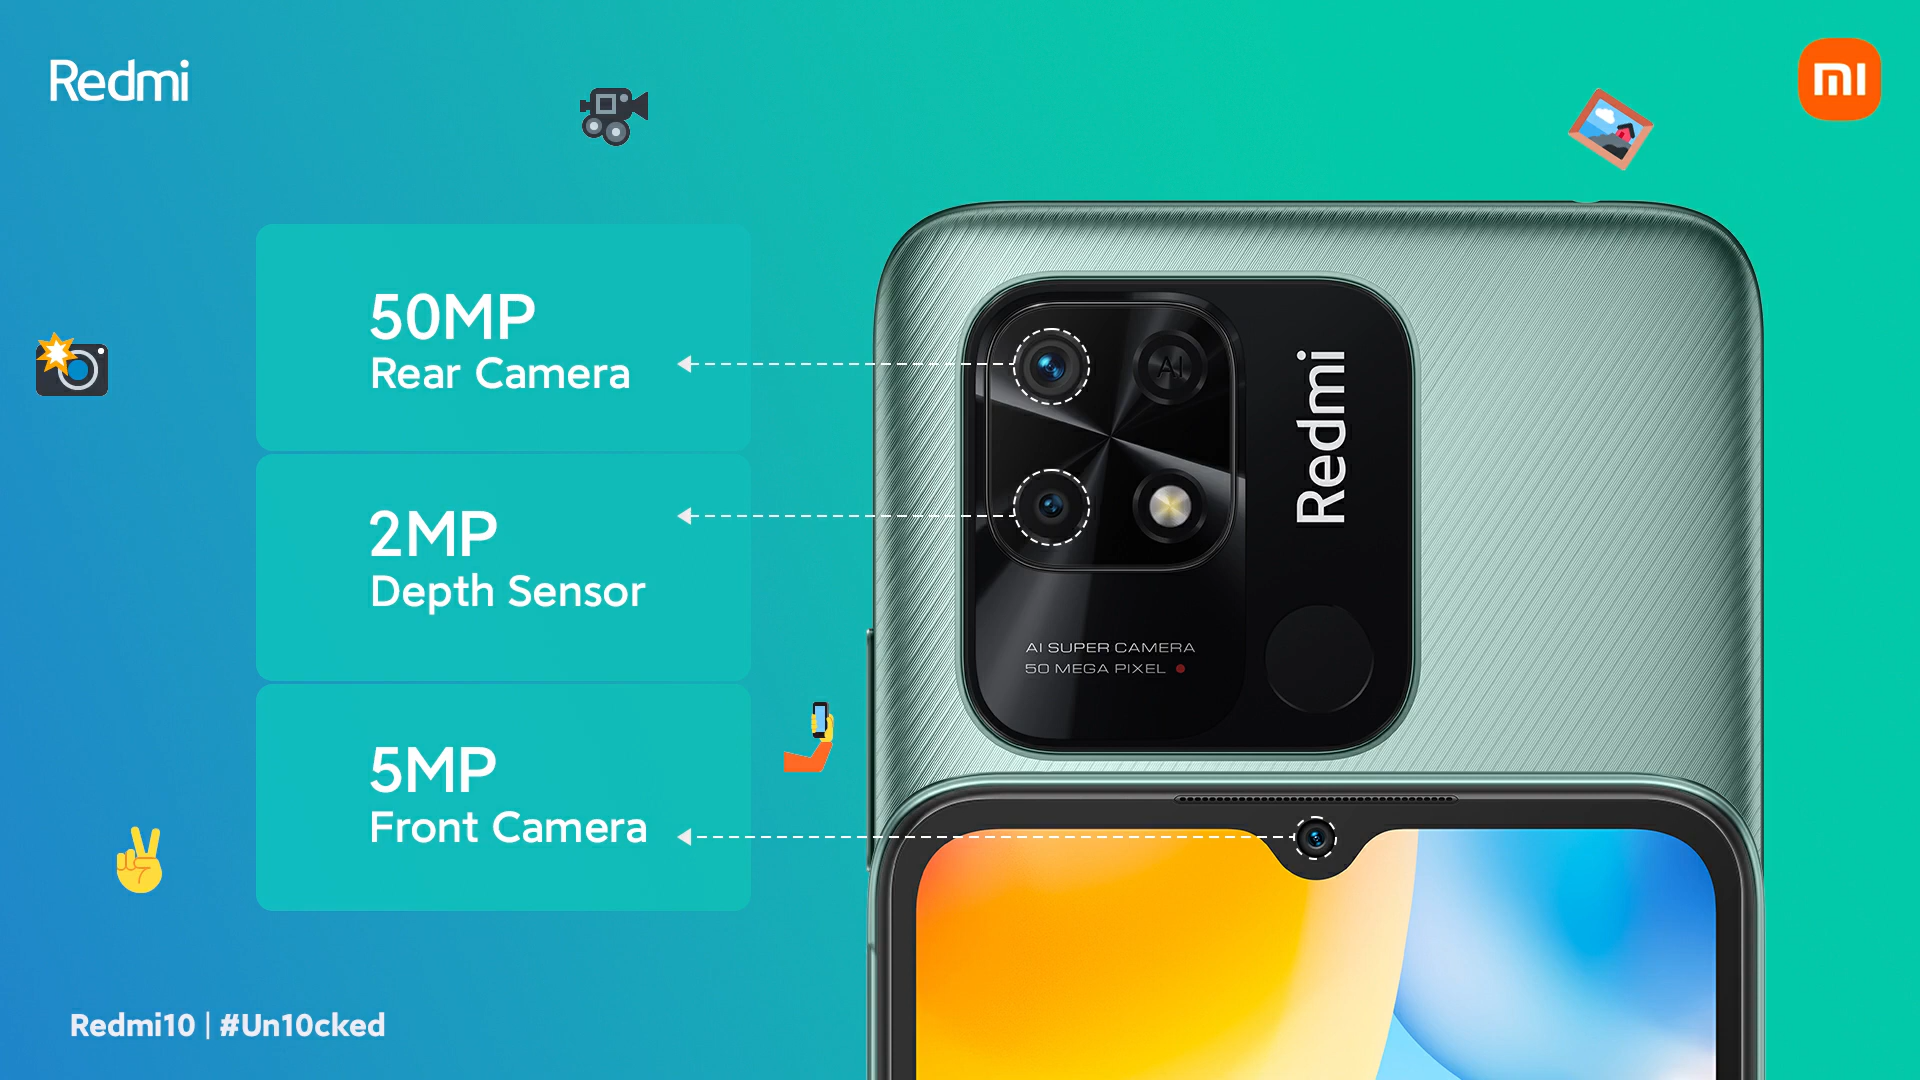 Redmi
mi
50MP
Rear Camera
2MP
Depth Sensor
5MP
Front Camera
AI
Redmi
AI SUPER CAMERA
50 MEGA PIXEL
Redmi10 | #Un10cked